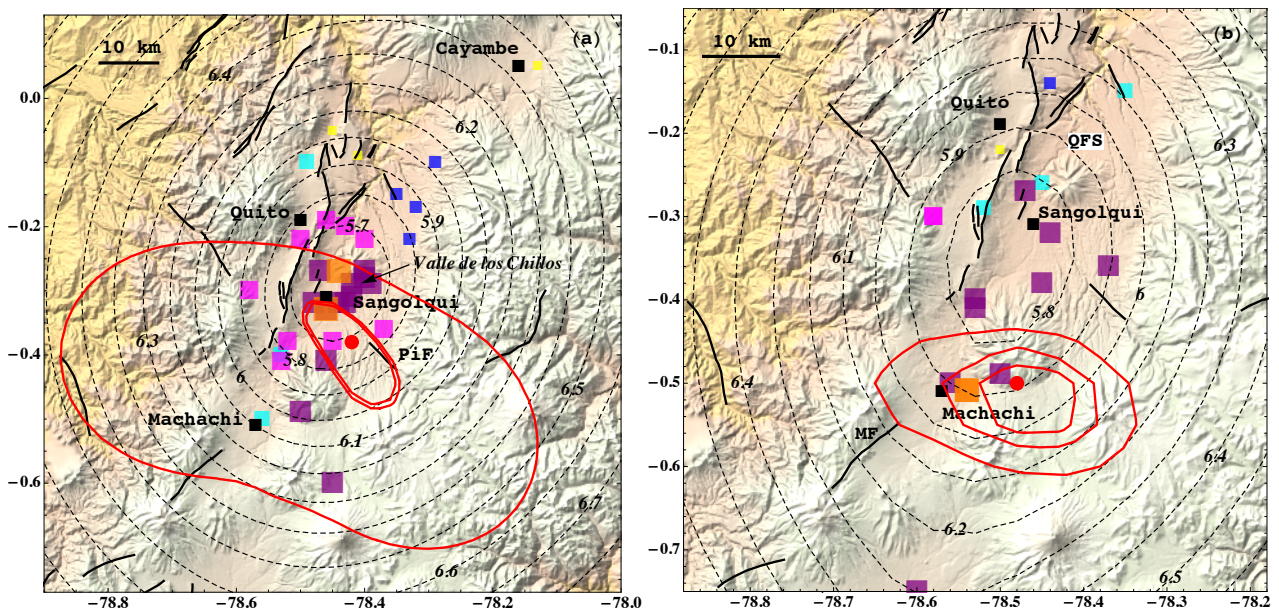 (a)
10 km
Cayambe
6.4
6.2
Quito
5.7
5.9
Valle de los Chillos
Sangolqui
6.3
5.8
PiF
6
6.5
Machachi
6.1
6.7
6.6
0.0
−0.2
−0.4
−0.6
−78.8
−78.6
−78.4
−78.2
−78.0
(b)
10 km
Quito
QFS
5.9
6.3
Sangolqui
6.1
6
5.8
6.4
Machachi
MF
6.4
6.2
6.5
−0.1
−0.2
−0.3
−0.4
−0.5
−0.6
−0.7
−78.8
−78.7
−78.6
−78.5
−78.4
−78.3
−78.2